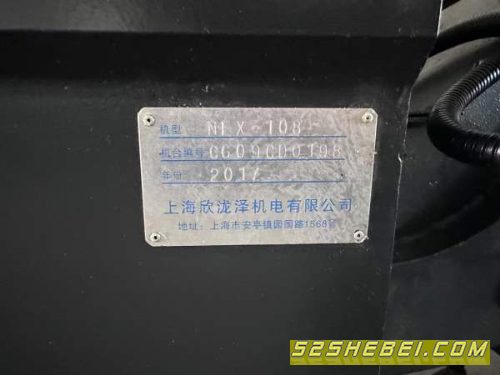 机型 NLX-108
机台编号 CG09CD0198
年份 2017
上海欣泷泽机电有限公司
地址：上海市安亭镇园国路1568号
52SHEBEI.COM